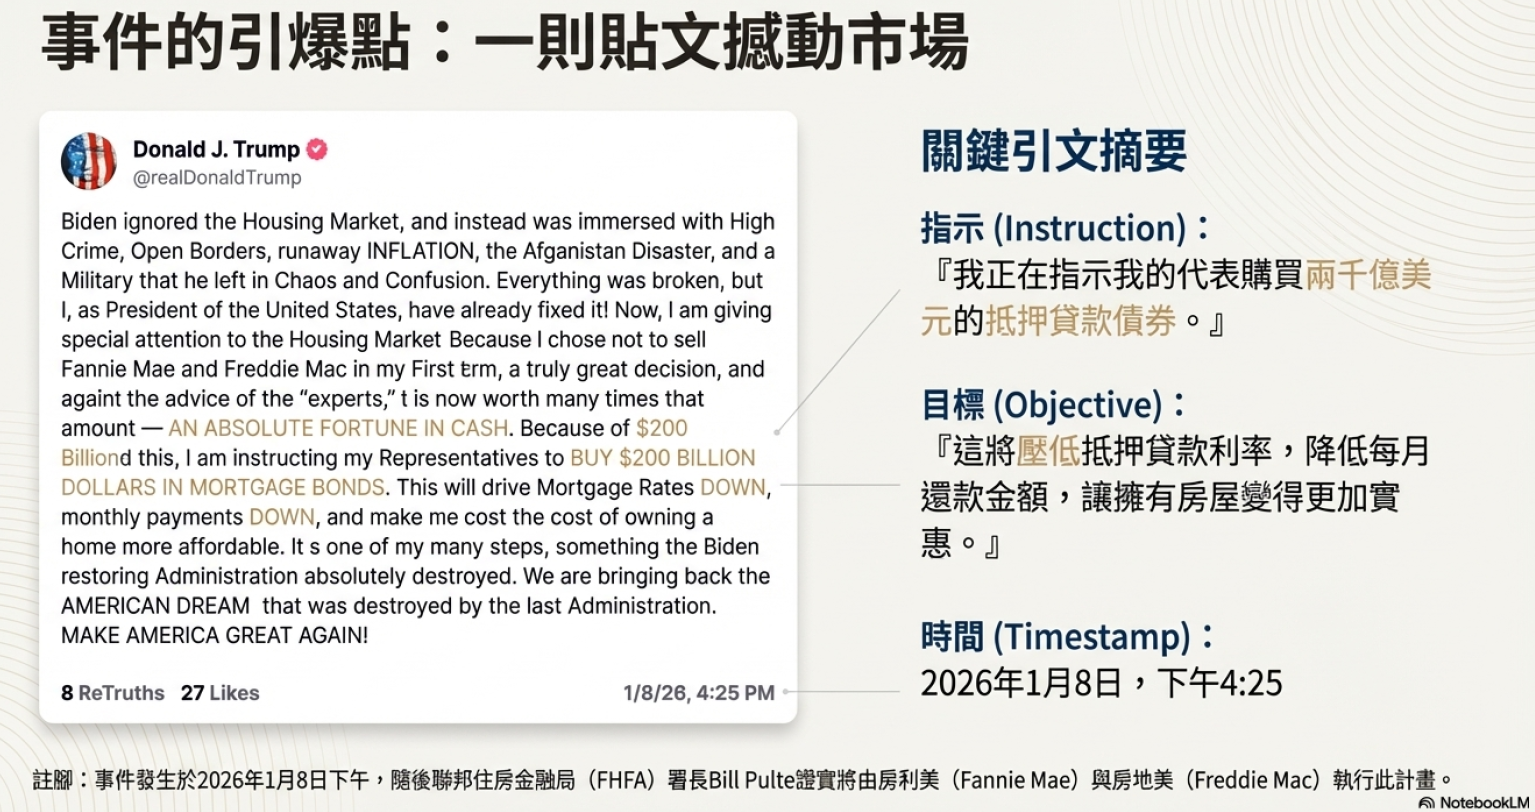 事件的引爆點：一則貼文撼動市場
Donald J. Trump
@realDonaldTrump
Biden ignored the Housing Market, and instead was immersed with High
Crime, Open Borders, runaway INFLATION, the Afganistan Disaster, and a
Military that he left in Chaos and Confusion. Everything was broken, but
I, as President of the United States, have already fixed it! Now, I am giving
special attention to the Housing Market Because I chose not to sell
Fannie Mae and Freddie Mac in my First trm, a truly great decision, and
againt the advice of the “experts,” t is now worth many times that
amount — AN ABSOLUTE FORTUNE IN CASH. Because of $200
Billiond this, I am instructing my Representatives to BUY $200 BILLION
DOLLARS IN MORTGAGE BONDS. This will drive Mortgage Rates DOWN,
monthly payments DOWN, and make me cost the cost of owning a
home more affordable. It s one of my many steps, something the Biden
restoring Administration absolutely destroyed. We are bringing back the
AMERICAN DREAM that was destroyed by the last Administration.
MAKE AMERICA GREAT AGAIN!
8 ReTruths 27 Likes
1/8/26, 4:25 PM
關鍵引文摘要
指示 (Instruction)：
『我正在指示我的代表購買兩千億美
元的抵押貸款債券。』
目標 (Objective)：
『這將壓低抵押貸款利率，降低每月
還款金額，讓擁有房屋變得更加實
惠。』
時間 (Timestamp)：
2026年1月8日，下午4:25
註腳：事件發生於2026年1月8日下午，隨後聯邦住房金融局（FHFA）署長Bill Pulte證實將由房利美（Fannie Mae）與房地美（Freddie Mac）執行此計畫。
NotebookLM